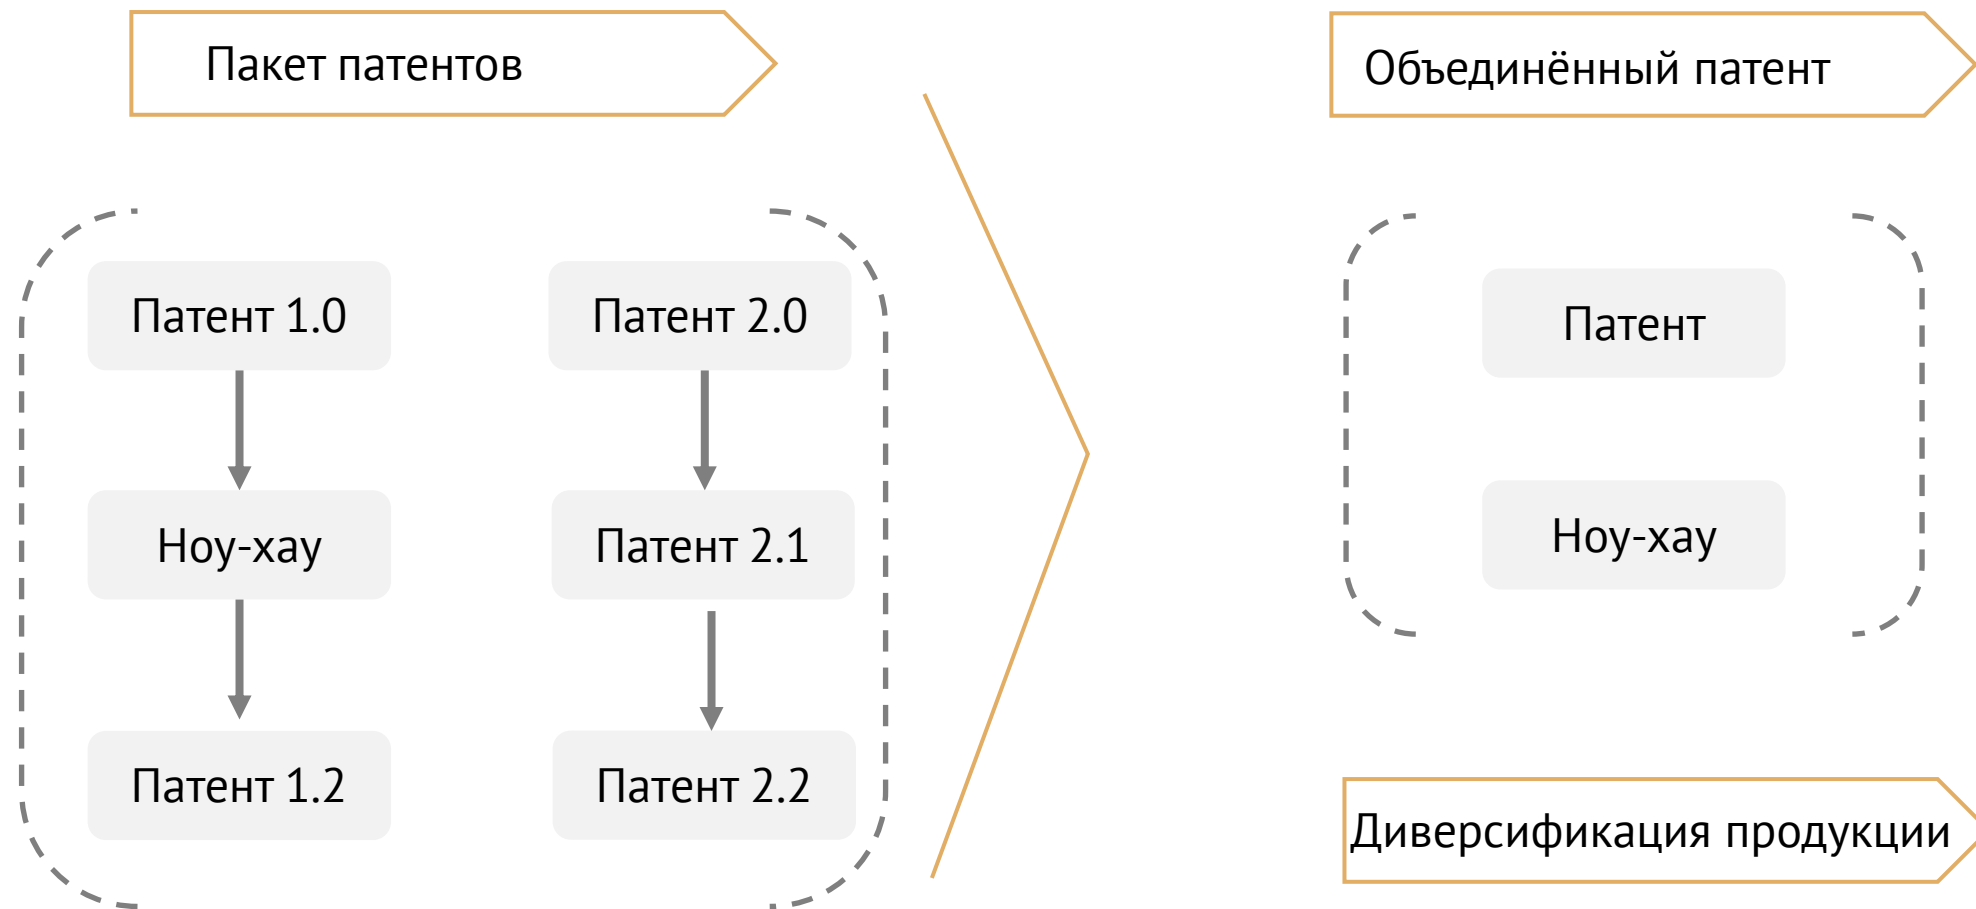 Пакет патентов
Объединённый патент
Патент 1.0
Патент 2.0
Ноу-хау
Патент 2.1
Патент 1.2
Патент 2.2
Патент
Ноу-хау
Диверсификация продукции